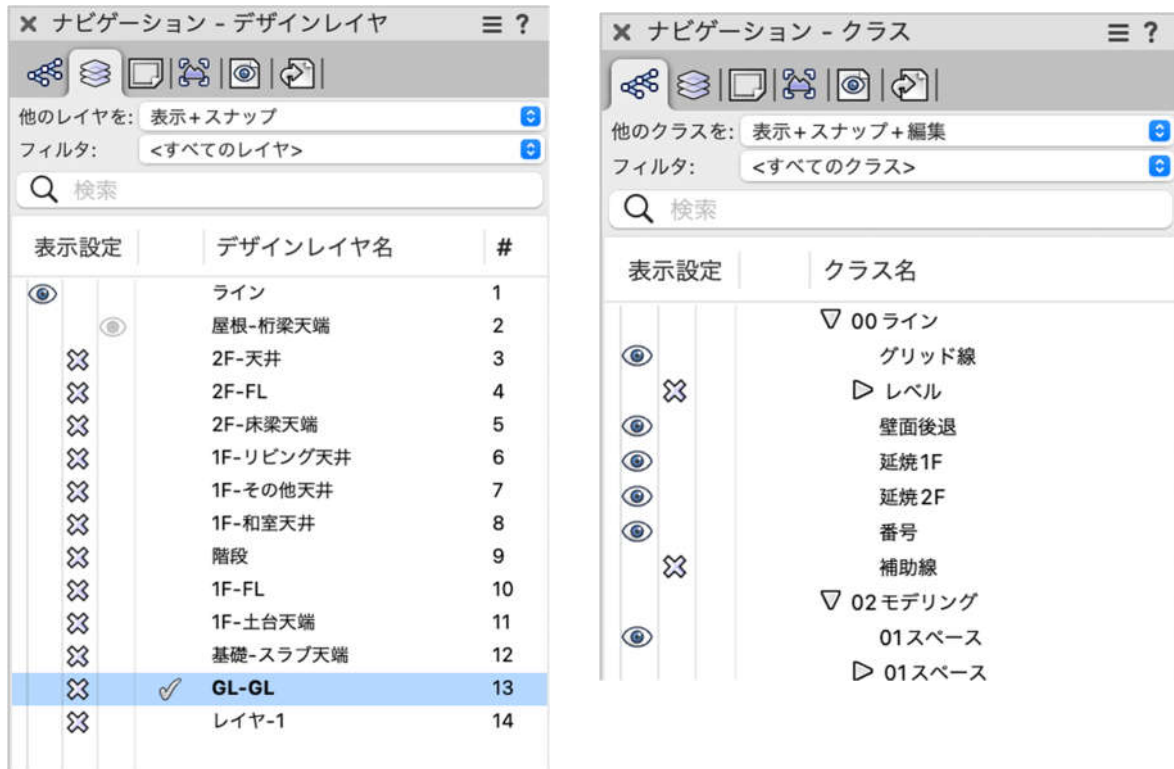 ナビゲーション - デザインレイヤ
?
他のレイヤを: 表示+スナップ
フィルタ: <すべてのレイヤ>
検索
表示設定 デザインレイヤ名 #
ライン 1
屋根-桁梁天端 2
2F-天井 3
2F-FL 4
2F-床梁天端 5
1F-リビング天井 6
1F-その他天井 7
1F-和室天井 8
階段 9
1F-FL 10
1F-土台天端 11
基礎-スラブ天端 12
GL-GL 13
レイヤ-1 14
ナビゲーション - クラス
?
他のクラスを: 表示+スナップ+編集
フィルタ: <すべてのクラス>
検索
表示設定 クラス名
00 ライン
グリッド線
レベル
壁面後退
延焼1F
延焼2F
番号
補助線
02 モデリング
01スペース
01スペース